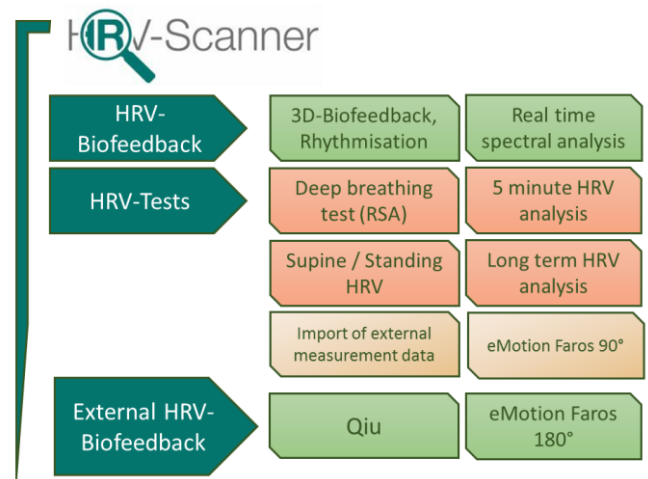 HRV-Scanner
HRV-
Biofeedback
3D-Biofeedback,
Rhythmisation
Real time
spectral analysis
HRV-Tests
Deep breathing
test (RSA)
5 minute HRV
analysis
Supine / Standing
HRV
Long term HRV
analysis
Import of external
measurement data
eMotion Faros 90°
External HRV-
Biofeedback
Qiu
eMotion Faros
180°